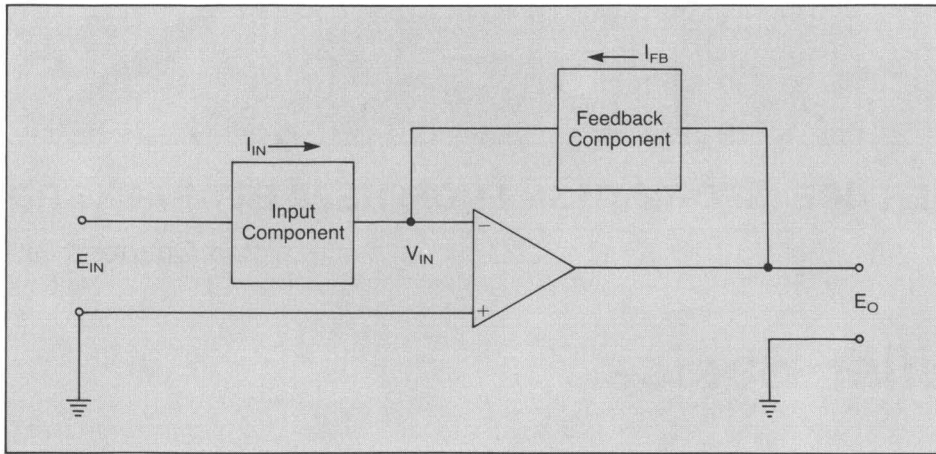 I_FB
Feedback
Component
I_IN
Input
Component
E_IN
V_IN
−
+
E_O